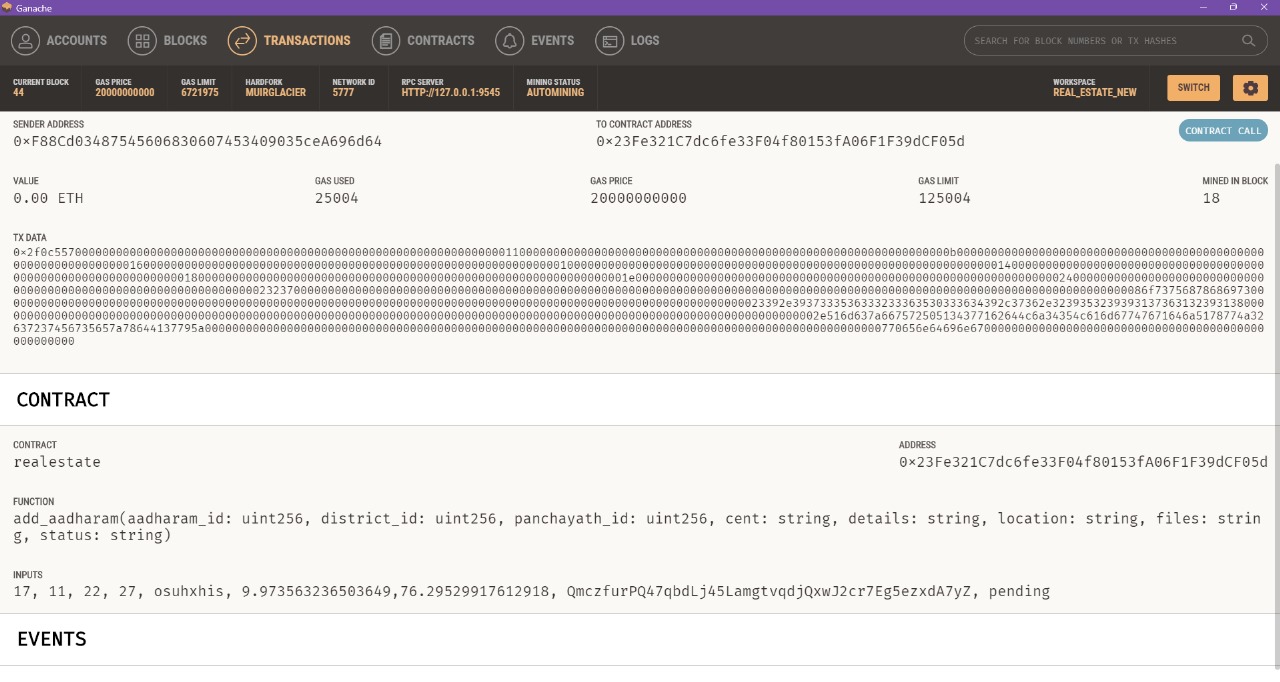 Ganache
ACCOUNTS BLOCKS TRANSACTIONS CONTRACTS EVENTS LOGS SEARCH FOR BLOCK NUMBERS OR TX HASHES
CURRENT BLOCK GAS PRICE GAS LIMIT HARDFORK NETWORK ID RPC SERVER MINING STATUS WORKSPACE
44 20000000000 6721975 MUIRGLACIER 5777 HTTP://127.0.0.1:9545 AUTOMINING REAL_ESTATE_NEW SWITCH
SENDER ADDRESS TO CONTRACT ADDRESS
0×F88Cd03487545606830607453409035ceA696d64 0×23Fe321C7dc6fe33F04f80153fA06F1F39dCF05d CONTRACT CALL
VALUE GAS USED GAS PRICE GAS LIMIT MINED IN BLOCK
0.00 ETH 25004 20000000000 125004 18
TX DATA
CONTRACT
CONTRACT ADDRESS
realestate 0×23Fe321C7dc6fe33F04f80153fA06F1F39dCF05d
FUNCTION
add_aadharam(aadharam_id: uint256, district_id: uint256, panchayath_id: uint256, cent: string, details: string, location: string, files: strin
g, status: string)
INPUTS
17, 11, 22, 27, osuhxhis, 9.973563236503649,76.29529917612918, QmczfurPQ47qbdLj45LamgtvqdjQxwJ2cr7Eg5ezxdA7yZ, pending
EVENTS